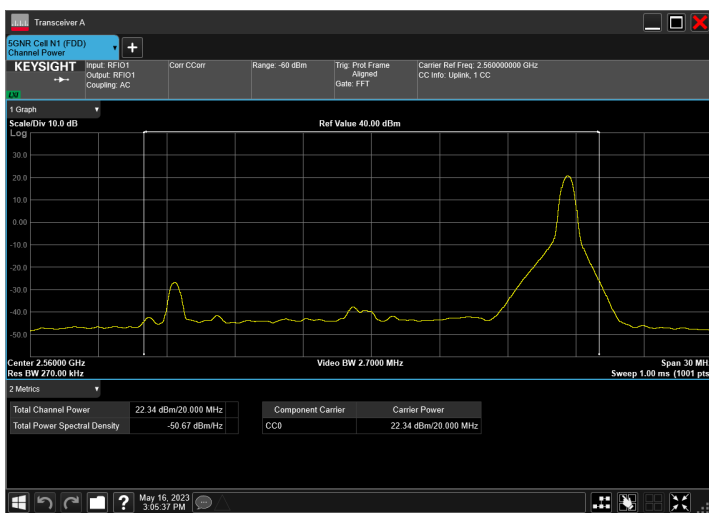 Transceiver A
5GNR Cell N1 (FDD)
Channel Power
KEYSIGHT
Input: RFIO1
Output: RFIO1
Coupling: AC
Corr CCorr
Range: -60 dBm
Trig: Prot Frame
Aligned
Gate: FFT
Carrier Ref Freq: 2.560000000 GHz
CC Info: Uplink, 1 CC
LXI
1 Graph
Scale/Div 10.0 dB
Ref Value 40.00 dBm
Log
30.0
20.0
10.0
0.00
-10.0
-20.0
-30.0
-40.0
-50.0
Center 2.56000 GHz
Video BW 2.7000 MHz
Span 30 MHz
Res BW 270.00 kHz
Sweep 1.00 ms (1001 pts)
2 Metrics
Total Channel Power 22.34 dBm/20.000 MHz
Total Power Spectral Density -50.67 dBm/Hz
Component Carrier Carrier Power
CC0 22.34 dBm/20.000 MHz
May 16, 2023
3:05:37 PM